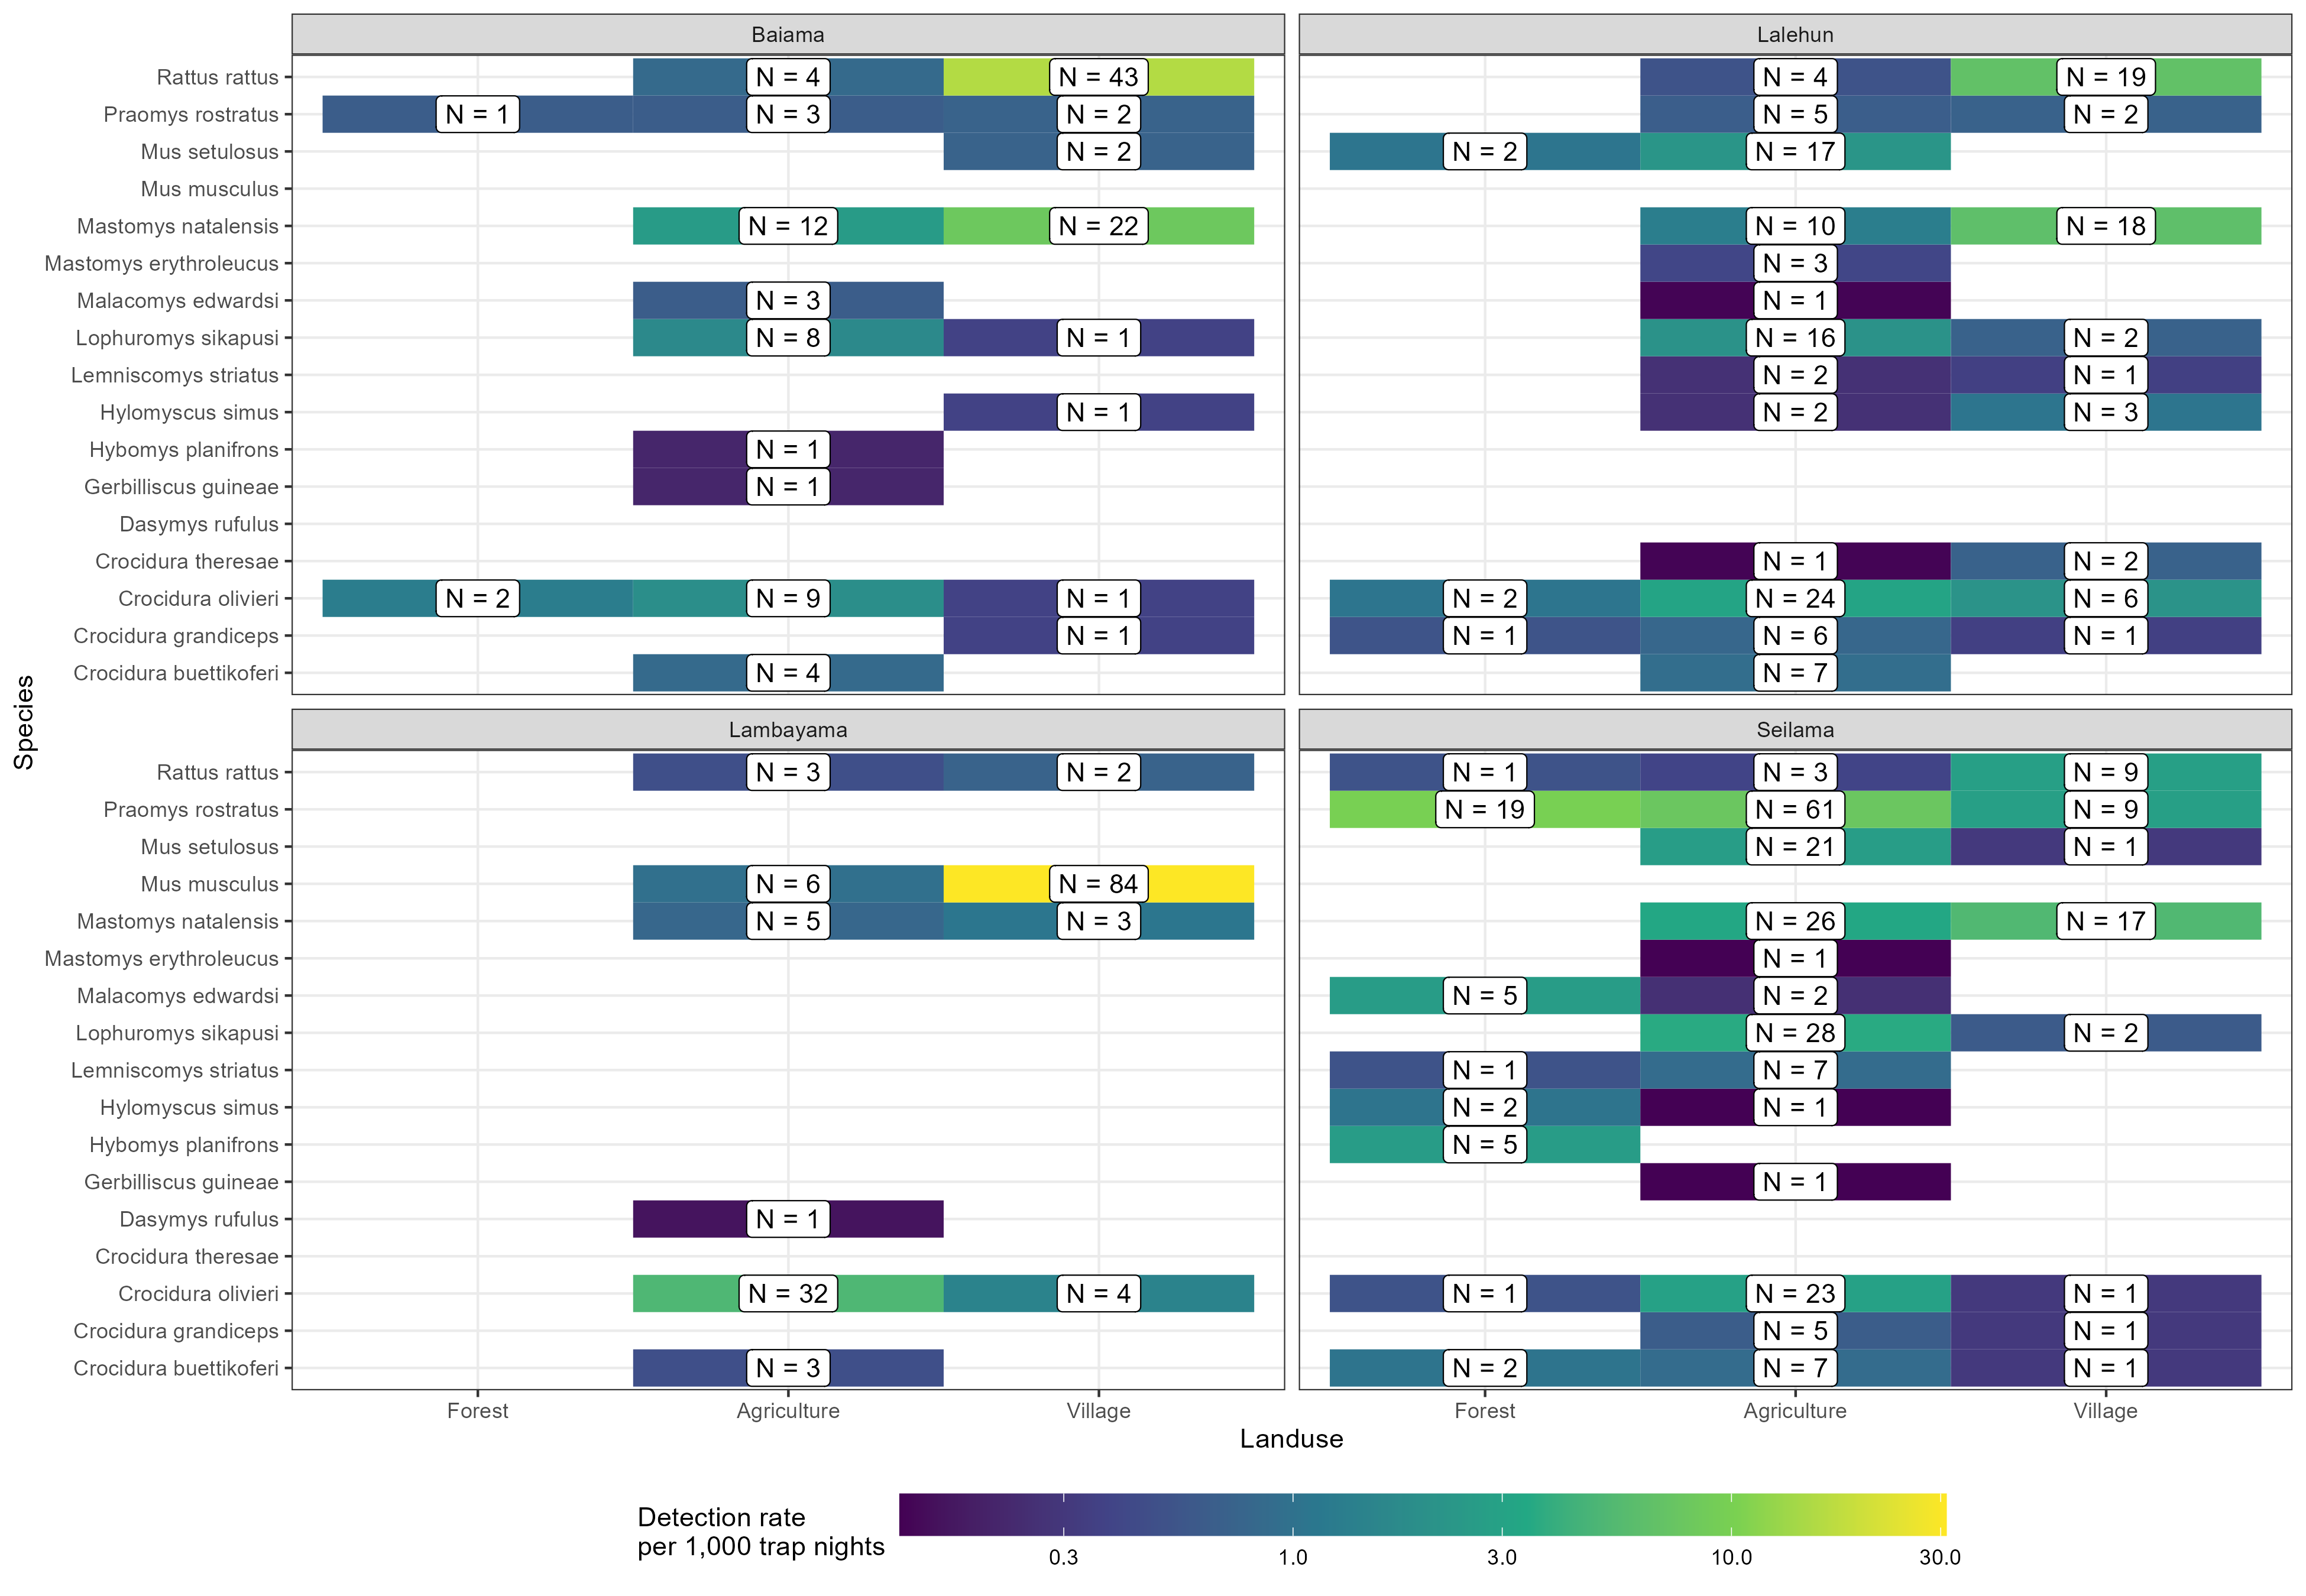 Baiama
Lalehun
Rattus rattus N = 4 N = 43 N = 4 N = 19
Praomys rostratus N = 1 N = 3 N = 2 N = 5 N = 2
Mus setulosus N = 2 N = 2 N = 17
Mus musculus
Mastomys natalensis N = 12 N = 22 N = 10 N = 18
Mastomys erythroleucus N = 3
Malacomys edwardsi N = 3 N = 1
Lophuromys sikapusi N = 8 N = 1 N = 16 N = 2
Lemniscomys striatus N = 2 N = 1
Hylomyscus simus N = 1 N = 2 N = 3
Hybomys planifrons N = 1
Gerbilliscus guineae N = 1
Dasymys rufulus
Crocidura theresae N = 1 N = 2
Crocidura olivieri N = 2 N = 9 N = 1 N = 2 N = 24 N = 6
Crocidura grandiceps N = 1 N = 1 N = 6 N = 1
Crocidura buettikoferi N = 4 N = 7
Species
Lambayama
Seilama
Rattus rattus N = 3 N = 2 N = 1 N = 3 N = 9
Praomys rostratus N = 19 N = 61 N = 9
Mus setulosus N = 21 N = 1
Mus musculus N = 6 N = 84
Mastomys natalensis N = 5 N = 3 N = 26 N = 17
Mastomys erythroleucus N = 1
Malacomys edwardsi N = 5 N = 2
Lophuromys sikapusi N = 28 N = 2
Lemniscomys striatus N = 1 N = 7
Hylomyscus simus N = 2 N = 1
Hybomys planifrons N = 5
Gerbilliscus guineae N = 1
Dasymys rufulus N = 1
Crocidura theresae
Crocidura olivieri N = 32 N = 4 N = 1 N = 23 N = 1
Crocidura grandiceps N = 5 N = 1
Crocidura buettikoferi N = 3 N = 2 N = 7 N = 1
Forest Agriculture Village Forest Agriculture Village
Landuse
Detection rate
per 1,000 trap nights
0.3 1.0 3.0 10.0 30.0